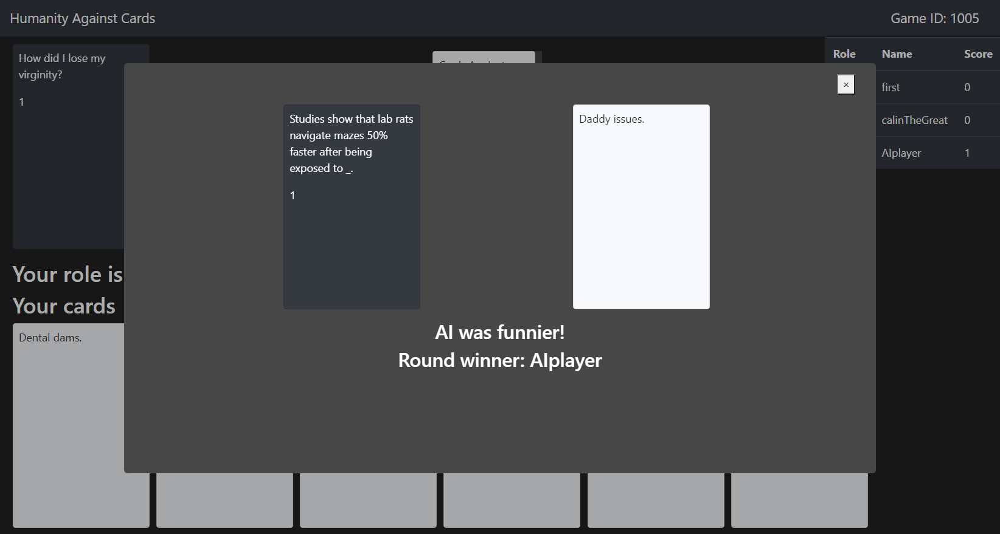 Humanity Against Cards
Game ID: 1005
How did I lose my
virginity?
1
Role Name Score
first 0
calinTheGreat 0
AIplayer 1
×
Studies show that lab rats
navigate mazes 50%
faster after being
exposed to _.
1
Daddy issues.
AI was funnier!
Round winner: AIplayer
Your role is
Your cards
Dental dams.